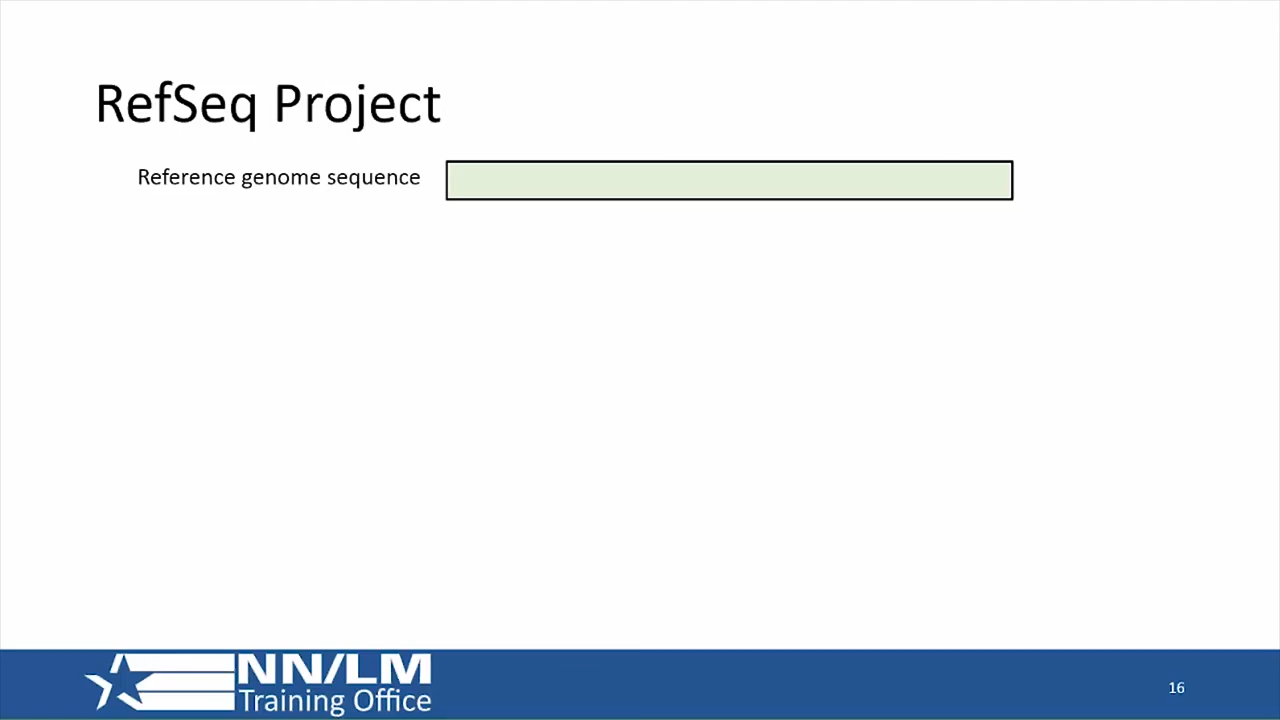 RefSeq Project
Reference genome sequence
NN/LM
Training Office
16